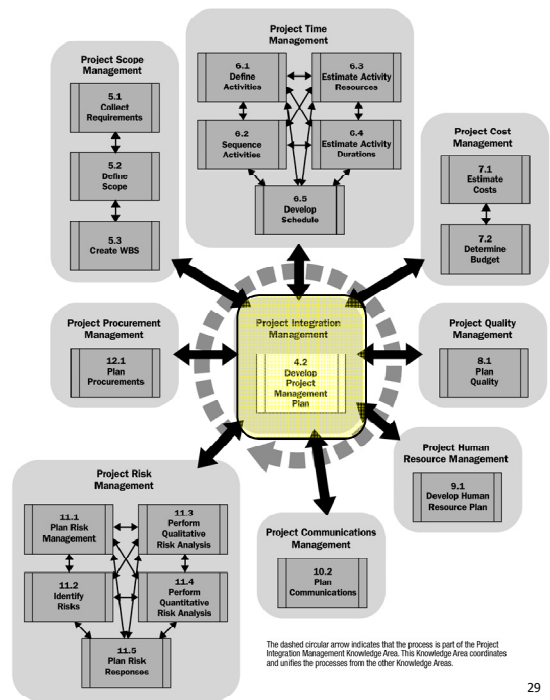 Project Time
Management
6.1
Define
Activities
6.3
Estimate Activity
Resources
6.2
Sequence
Activities
6.4
Estimate Activity
Durations
6.5
Develop
Schedule
Project Scope
Management
5.1
Collect
Requirements
5.2
Define
Scope
5.3
Create WBS
Project Cost
Management
7.1
Estimate
Costs
7.2
Determine
Budget
Project Procurement
Management
12.1
Plan
Procurements
Project Integration
Management
4.2
Develop
Project
Management
Plan
Project Quality
Management
8.1
Plan
Quality
Project Human
Resource Management
9.1
Develop Human
Resource Plan
Project Risk
Management
11.1
Plan Risk
Management
11.3
Perform
Qualitative
Risk Analysis
11.2
Identify
Risks
11.4
Perform
Quantitative
Risk Analysis
11.5
Plan Risk
Responses
Project Communications
Management
10.2
Plan
Communications
The dashed circular arrow indicates that the process is part of the Project
Integration Management Knowledge Area. This Knowledge Area coordinates
and unifies the processes from the other Knowledge Areas.
29